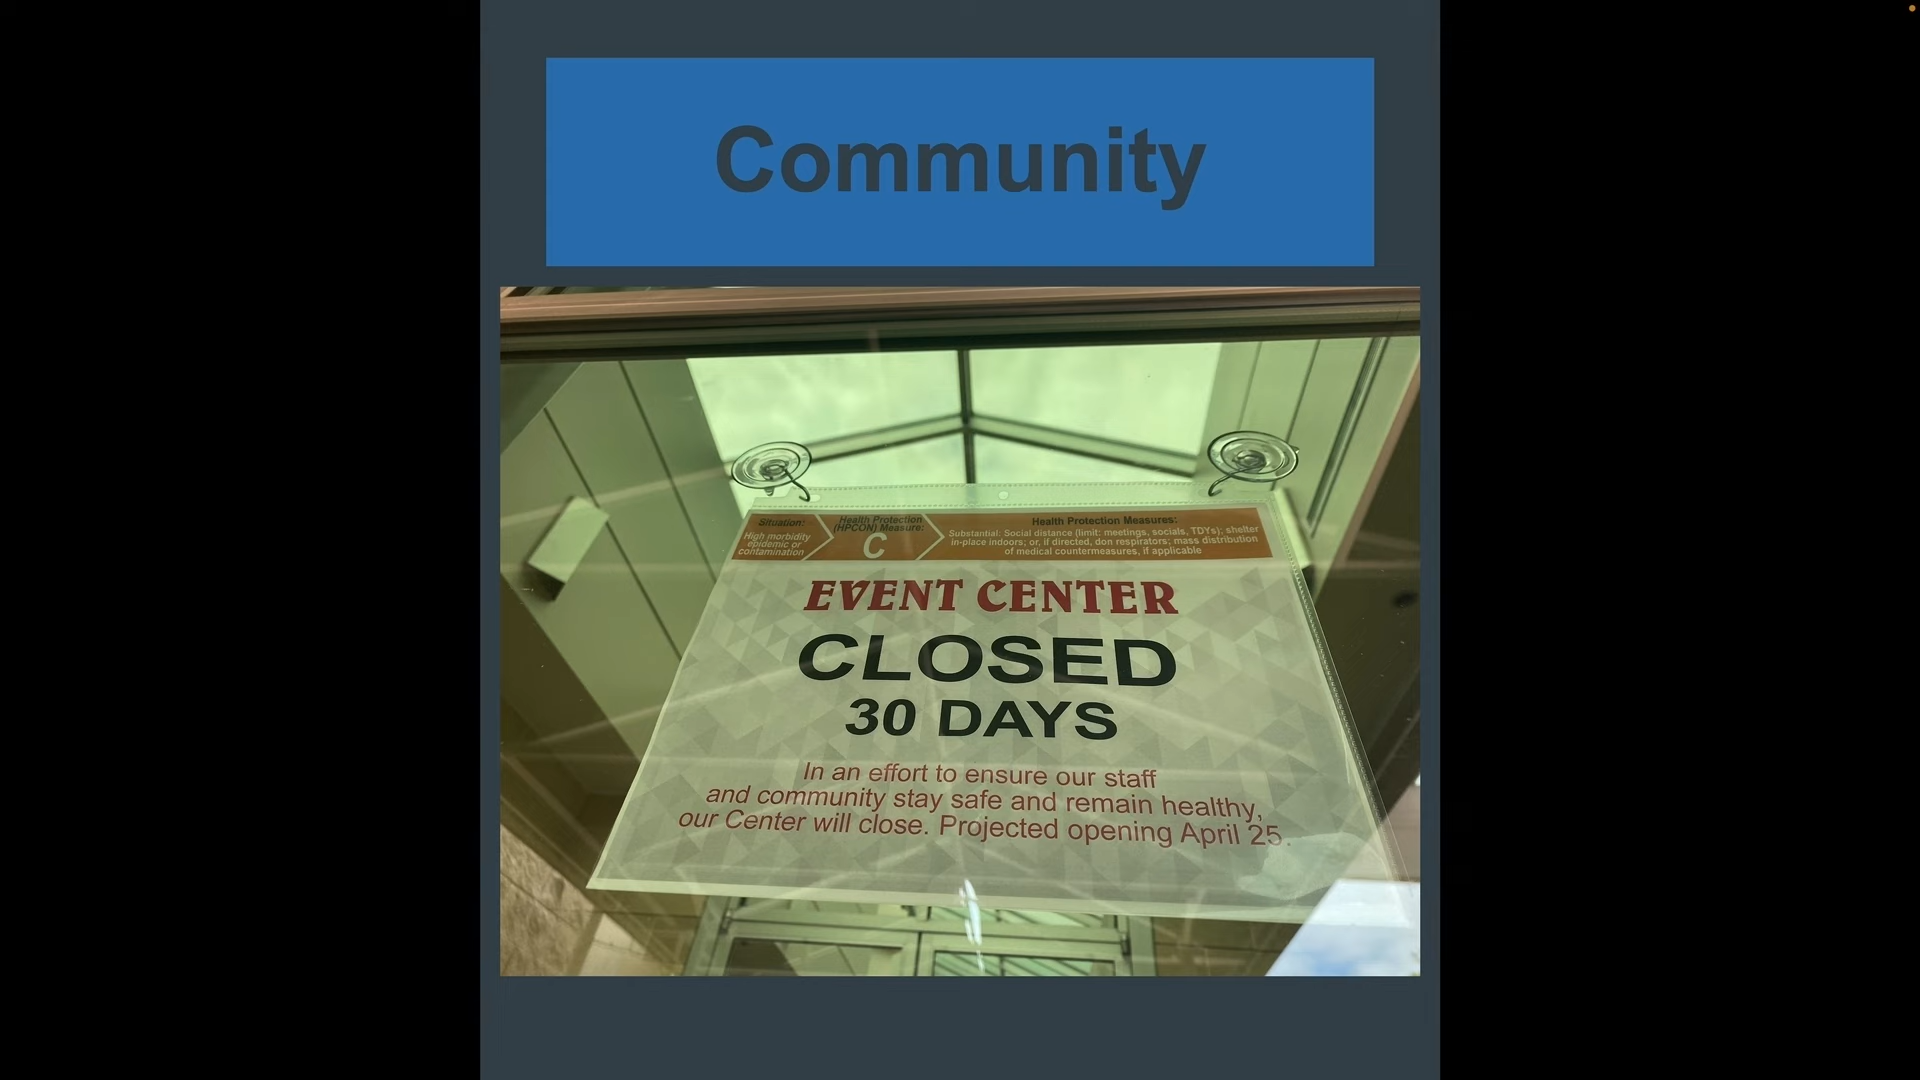 Community
Situation:
High morbidity
epidemic or
contamination
Health Protection
(HPCON) Measure:
C
Health Protection Measures:
Substantial: Social distance (limit: meetings, socials, TDYs); shelter
in-place indoors; or, if directed, don respirators; mass distribution
of medical countermeasures, if applicable
EVENT CENTER
CLOSED
30 DAYS
In an effort to ensure our staff
and community stay safe and remain healthy,
our Center will close. Projected opening April 25.